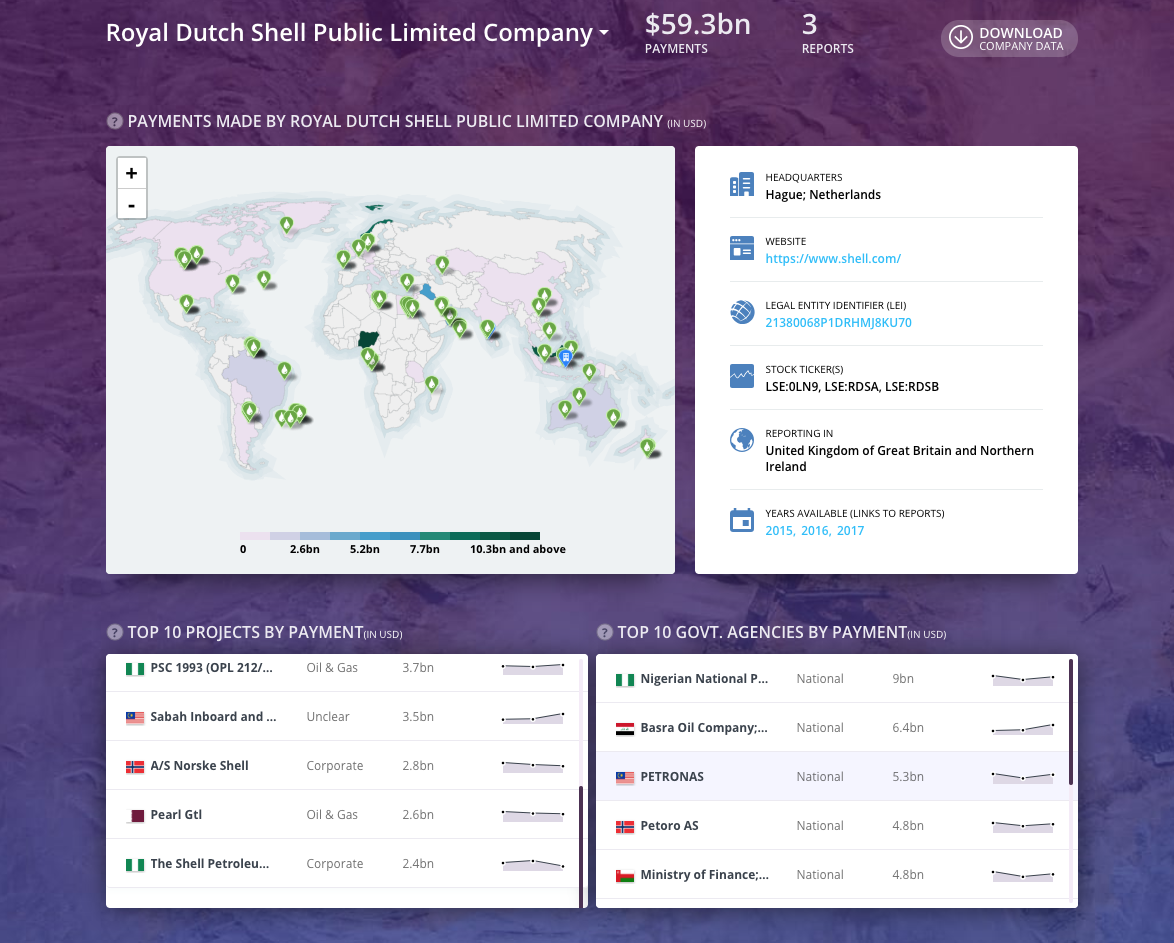 Royal Dutch Shell Public Limited Company
$59.3bn
PAYMENTS
3
REPORTS
DOWNLOAD
COMPANY DATA
? PAYMENTS MADE BY ROYAL DUTCH SHELL PUBLIC LIMITED COMPANY (IN USD)
+
-
0 2.6bn 5.2bn 7.7bn 10.3bn and above
HEADQUARTERS
Hague; Netherlands
WEBSITE
https://www.shell.com/
LEGAL ENTITY IDENTIFIER (LEI)
21380068P1DRHMJ8KU70
STOCK TICKER(S)
LSE:0LN9, LSE:RDSA, LSE:RDSB
REPORTING IN
United Kingdom of Great Britain and Northern
Ireland
YEARS AVAILABLE (LINKS TO REPORTS)
2015, 2016, 2017
? TOP 10 PROJECTS BY PAYMENT(IN USD)
PSC 1993 (OPL 212/... Oil & Gas 3.7bn
Sabah Inboard and ... Unclear 3.5bn
A/S Norske Shell Corporate 2.8bn
Pearl Gtl Oil & Gas 2.6bn
The Shell Petroleu... Corporate 2.4bn
? TOP 10 GOVT. AGENCIES BY PAYMENT(IN USD)
Nigerian National P... National 9bn
Basra Oil Company;... National 6.4bn
PETRONAS National 5.3bn
Petoro AS National 4.8bn
Ministry of Finance;... National 4.8bn